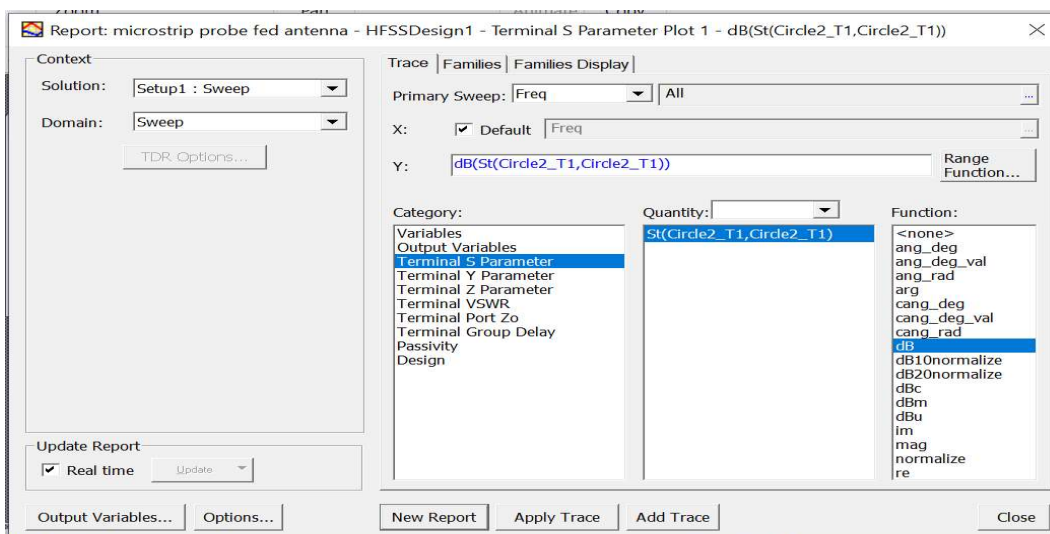 Report: microstrip probe fed antenna - HFSSDesign1 - Terminal S Parameter Plot 1 - dB(St(Circle2_T1,Circle2_T1))
Context
Solution: Setup1 : Sweep
Domain: Sweep
TDR Options...
Update Report
Real time Update
Output Variables... Options...
Trace Families Families Display
Primary Sweep: Freq All ...
X: Default Freq ...
Y: dB(St(Circle2_T1,Circle2_T1)) Range
Function...
Category:
Variables
Output Variables
Terminal S Parameter
Terminal Y Parameter
Terminal Z Parameter
Terminal VSWR
Terminal Port Zo
Terminal Group Delay
Passivity
Design
Quantity:
St(Circle2_T1,Circle2_T1)
Function:
<none>
ang_deg
ang_deg_val
ang_rad
arg
cang_deg
cang_deg_val
cang_rad
dB
dB10normalize
dB20normalize
dBc
dBm
dBu
im
mag
normalize
re
New Report Apply Trace Add Trace Close